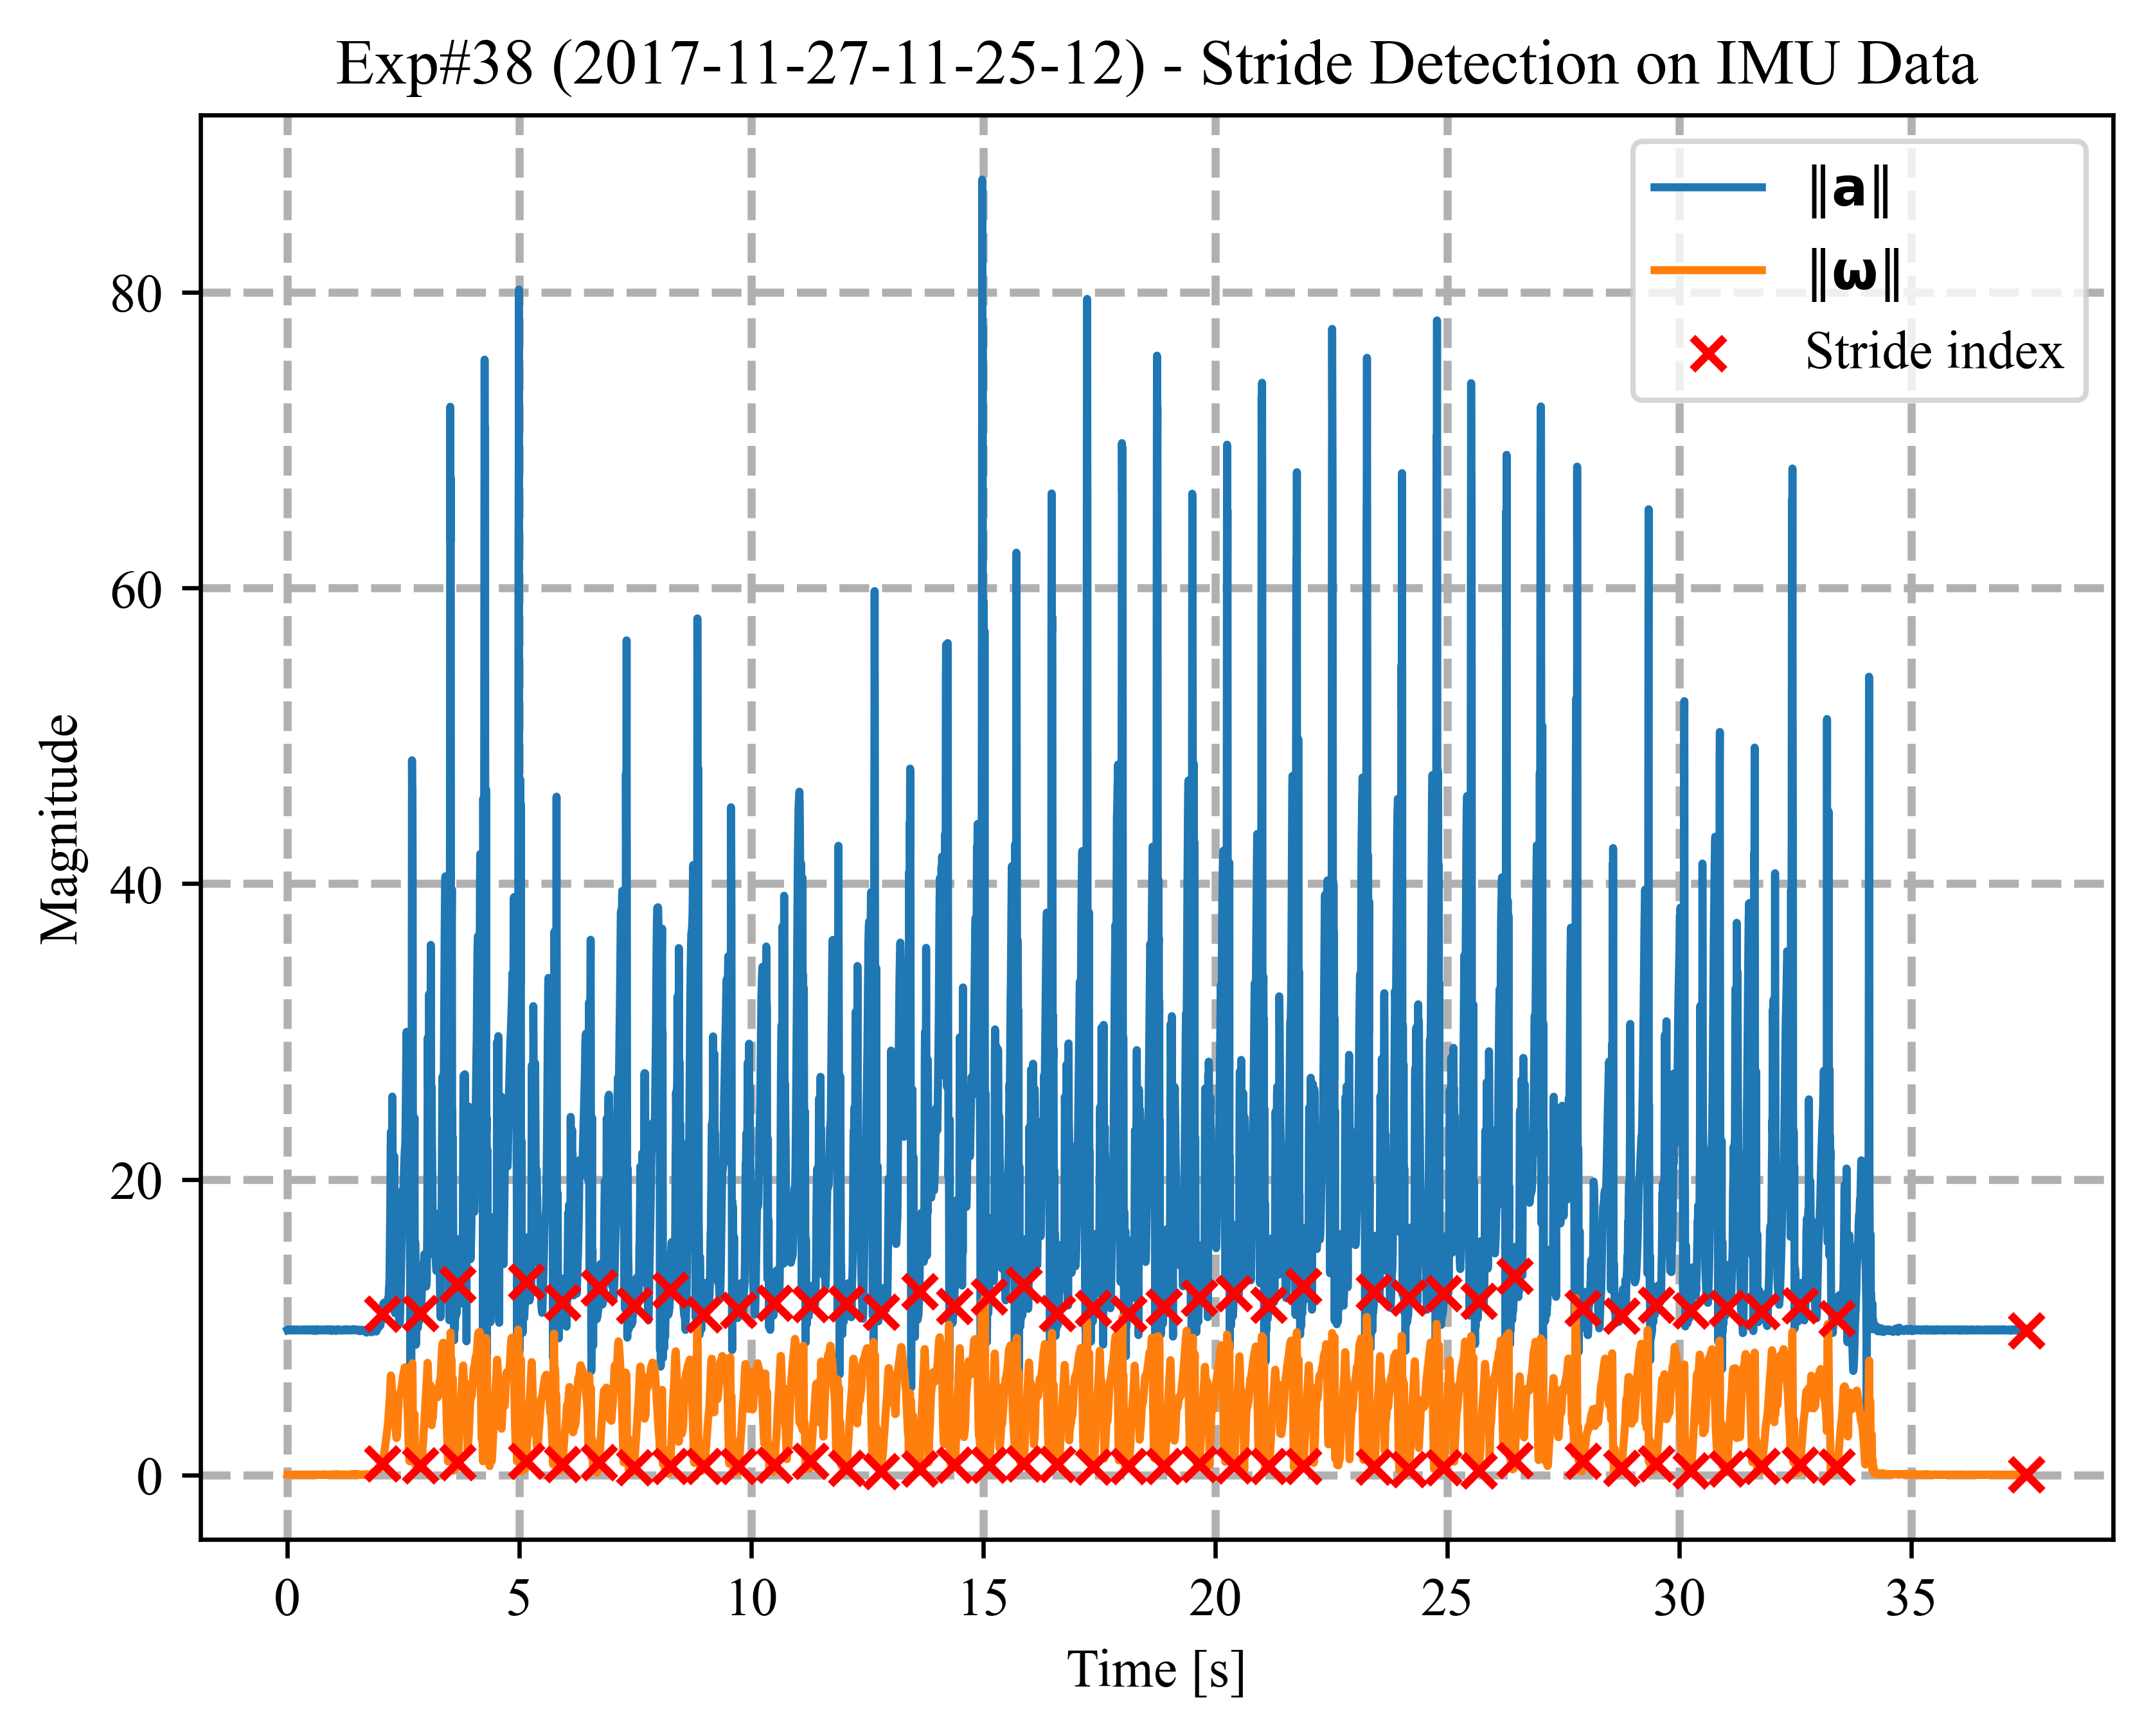 Exp#38 (2017-11-27-11-25-12) - Stride Detection on IMU Data
‖a‖
‖ω‖
Stride index
Magnitude
80
60
40
20
0
0 5 10 15 20 25 30 35
Time [s]